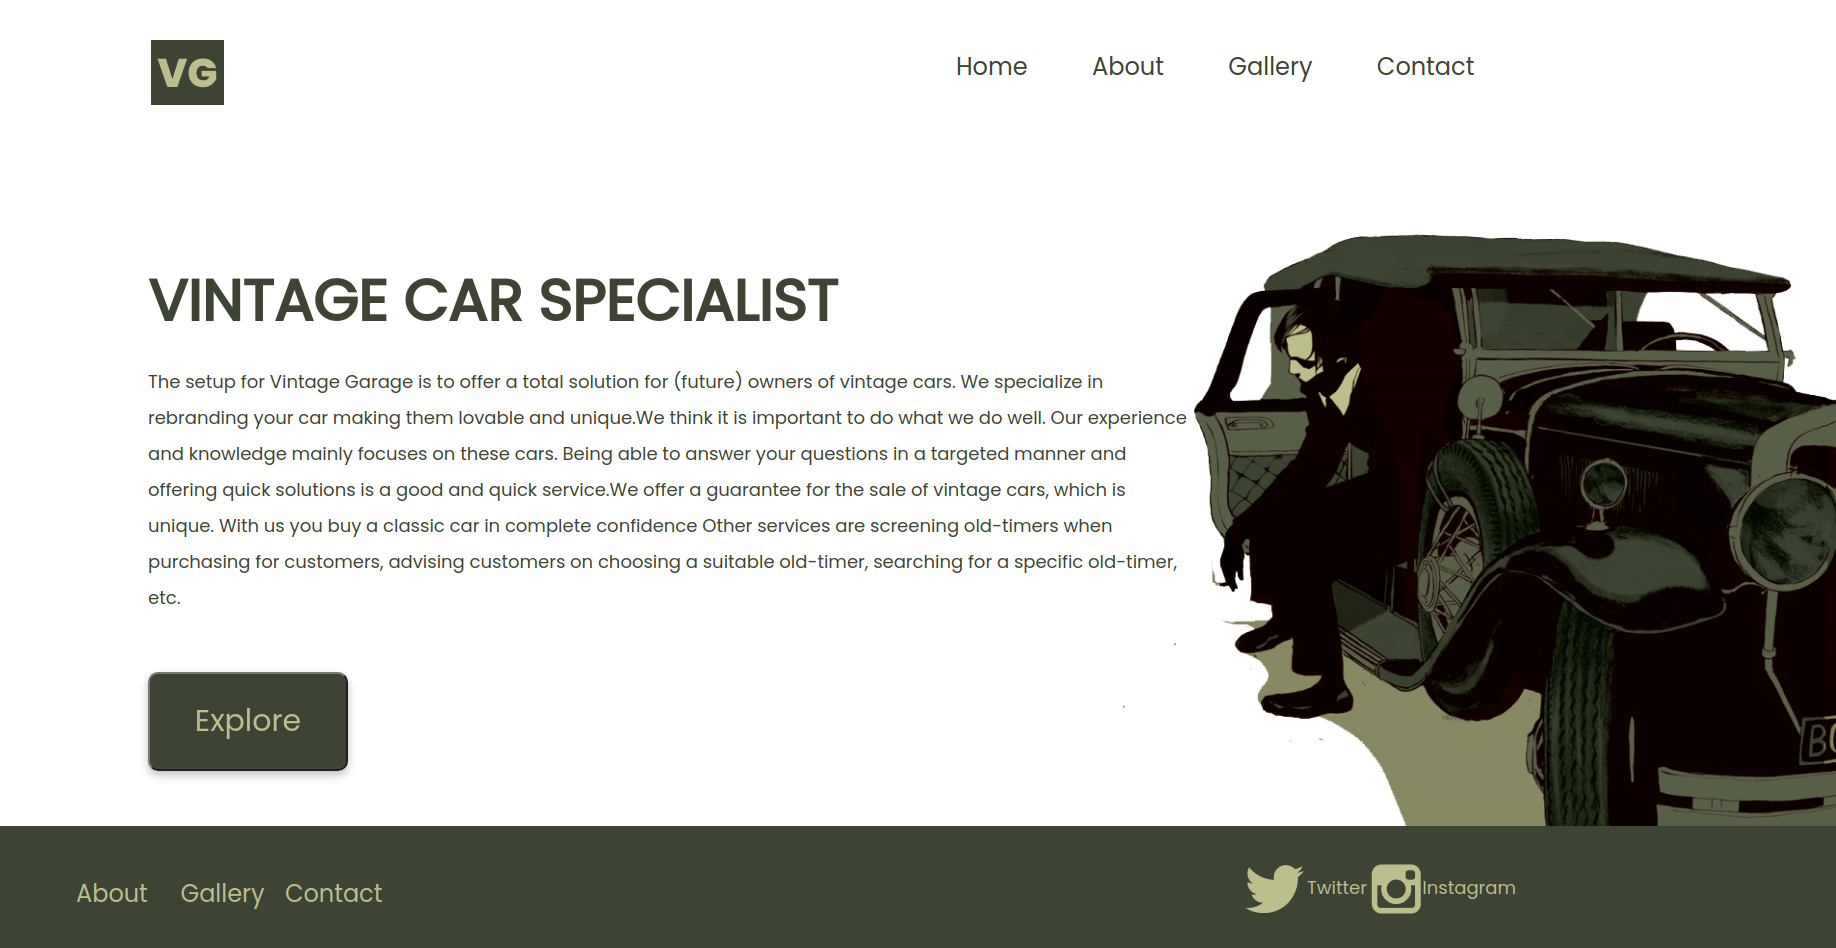 VG
Home About Gallery Contact
VINTAGE CAR SPECIALIST
The setup for Vintage Garage is to offer a total solution for (future) owners of vintage cars. We specialize in
rebranding your car making them lovable and unique.We think it is important to do what we do well. Our experience
and knowledge mainly focuses on these cars. Being able to answer your questions in a targeted manner and
offering quick solutions is a good and quick service.We offer a guarantee for the sale of vintage cars, which is
unique. With us you buy a classic car in complete confidence Other services are screening old-timers when
purchasing for customers, advising customers on choosing a suitable old-timer, searching for a specific old-timer,
etc.
Explore
About Gallery Contact
Twitter Instagram